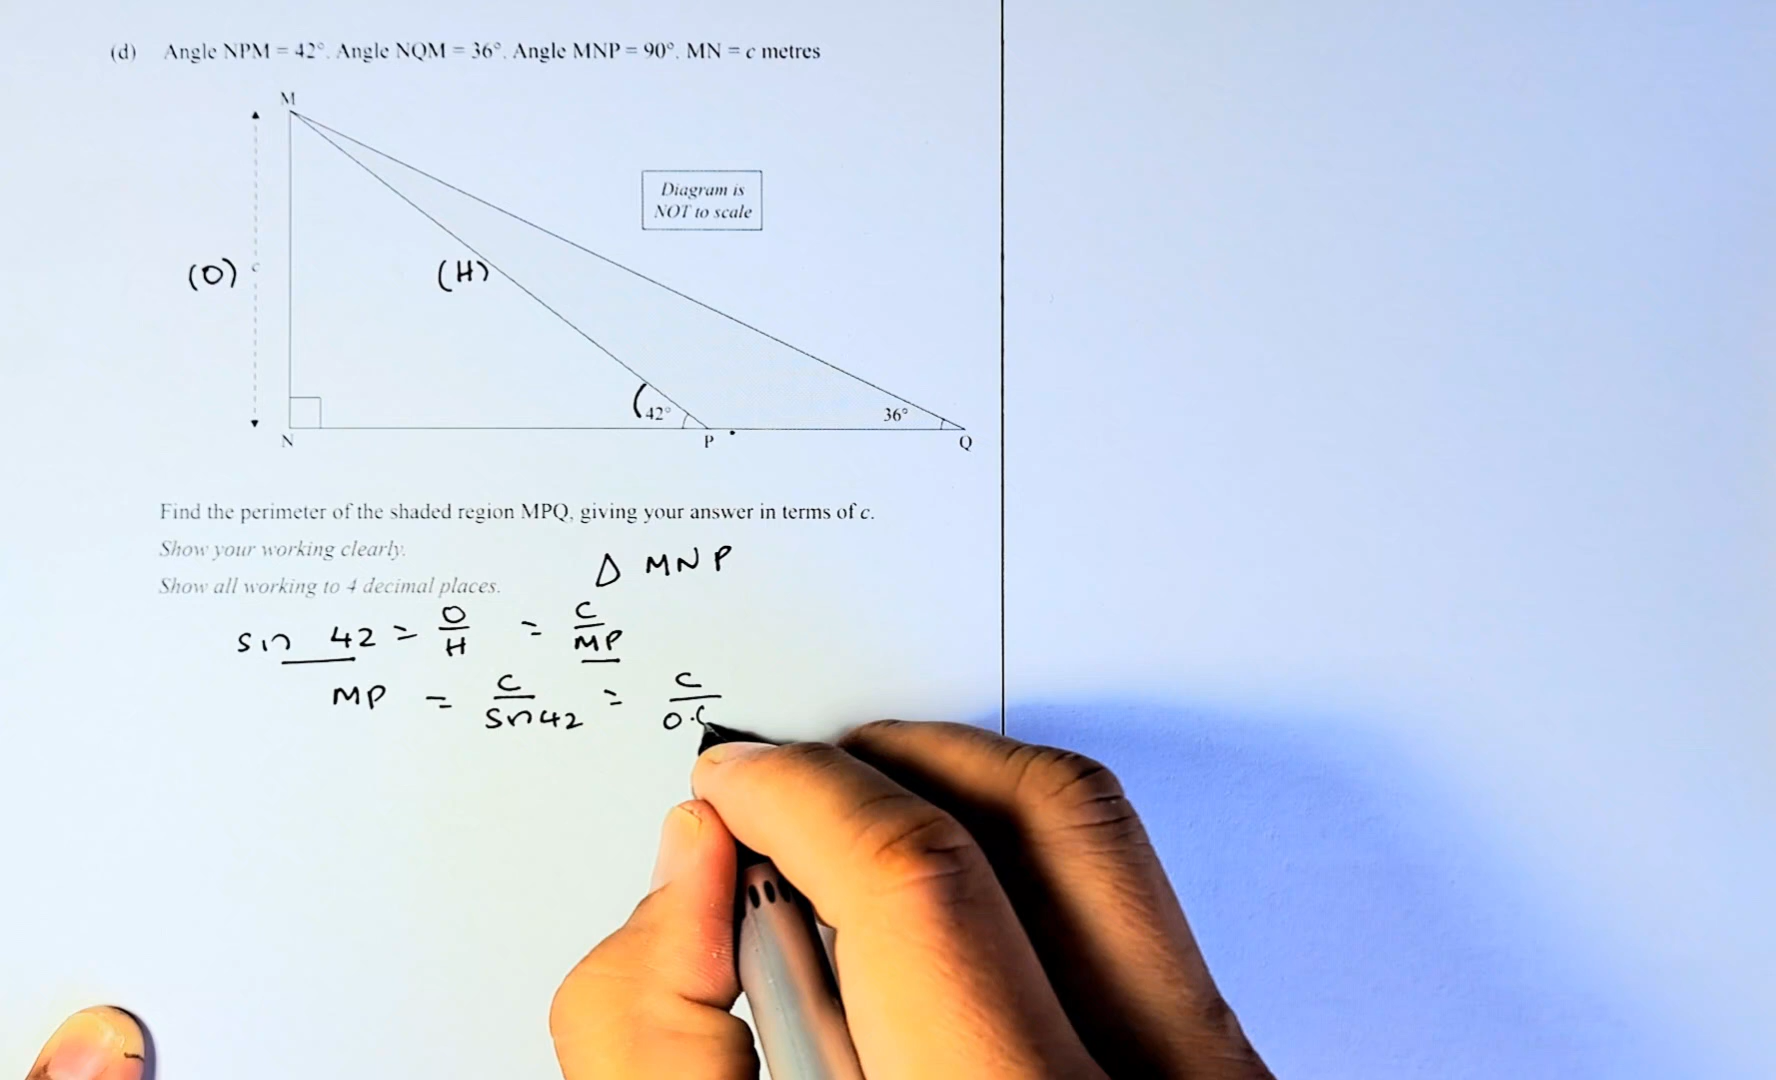 (d) Angle NPM = 42°. Angle NQM = 36°. Angle MNP = 90°. MN = c metres
M
Diagram is
NOT to scale
(O)
c
(H)
(
42°
36°
N
P
Q
Find the perimeter of the shaded region MPQ, giving your answer in terms of c.
Show your working clearly.
Δ MNP
Show all working to 4 decimal places.
sin 42 = O/H = C/MP
MP = C/Sin42 = C/0.6